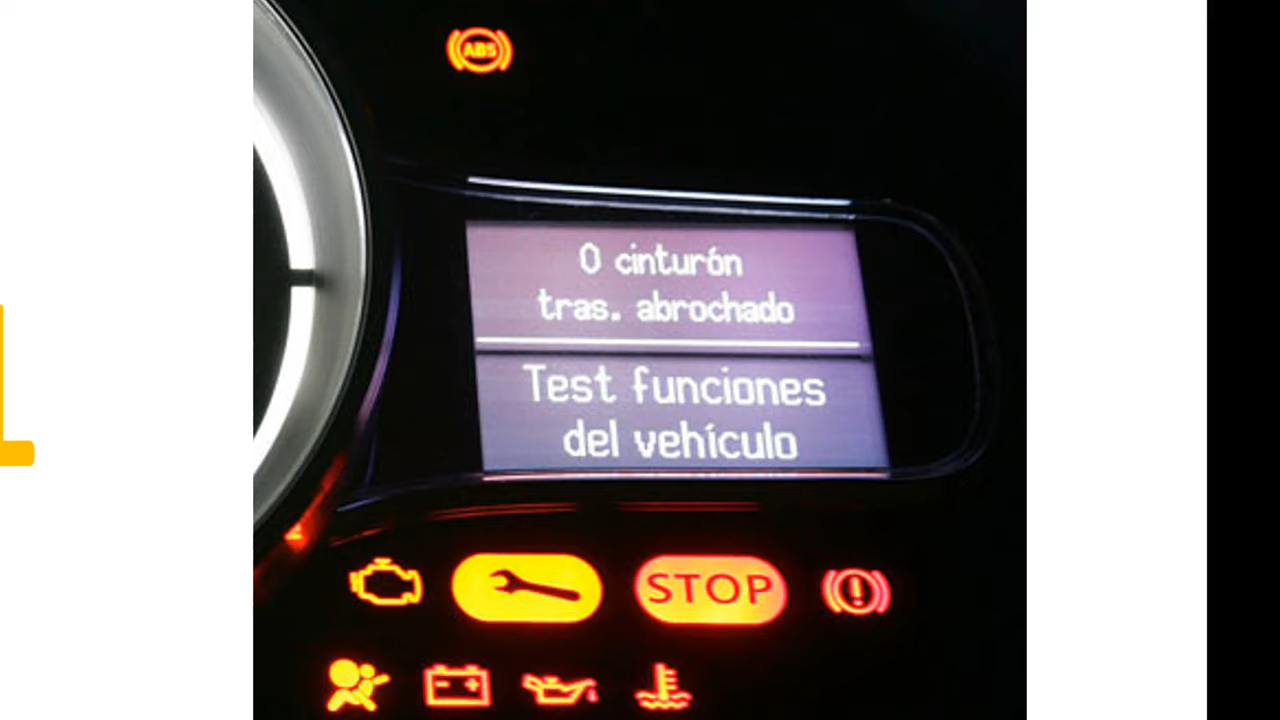 ABS
0 cinturón
tras. abrochado
Test funciones
del vehículo
STOP